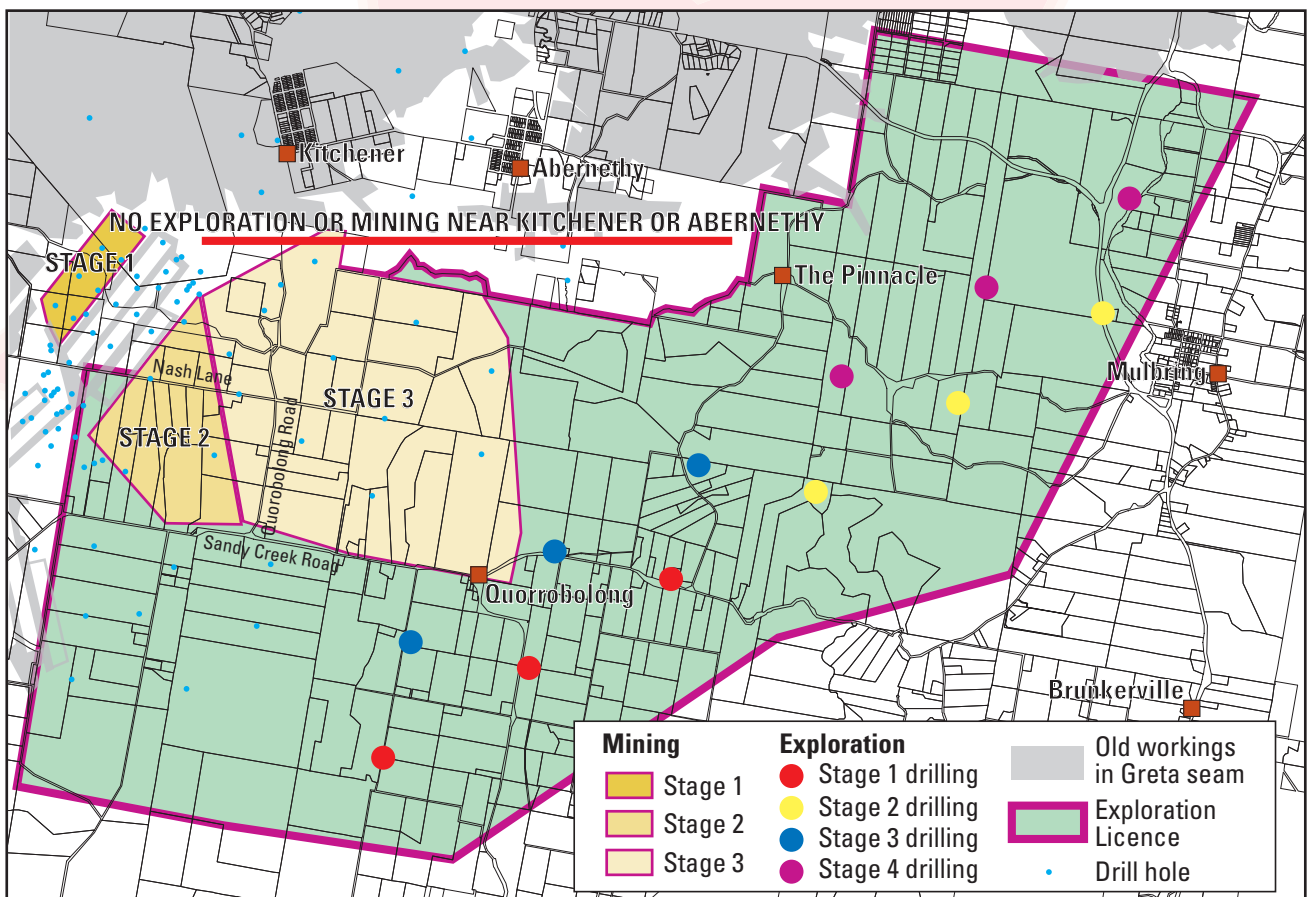 Kitchener
Abernethy
NO EXPLORATION OR MINING NEAR KITCHENER OR ABERNETHY
STAGE 1
The Pinnacle
Nash Lane
Mulbring
STAGE 3
STAGE 2
Quorobolong Road
Sandy Creek Road
Quorrobolong
Brunkerville
Mining
Stage 1
Stage 2
Stage 3
Exploration
Stage 1 drilling
Stage 2 drilling
Stage 3 drilling
Stage 4 drilling
Old workings
in Greta seam
Exploration
Licence
Drill hole